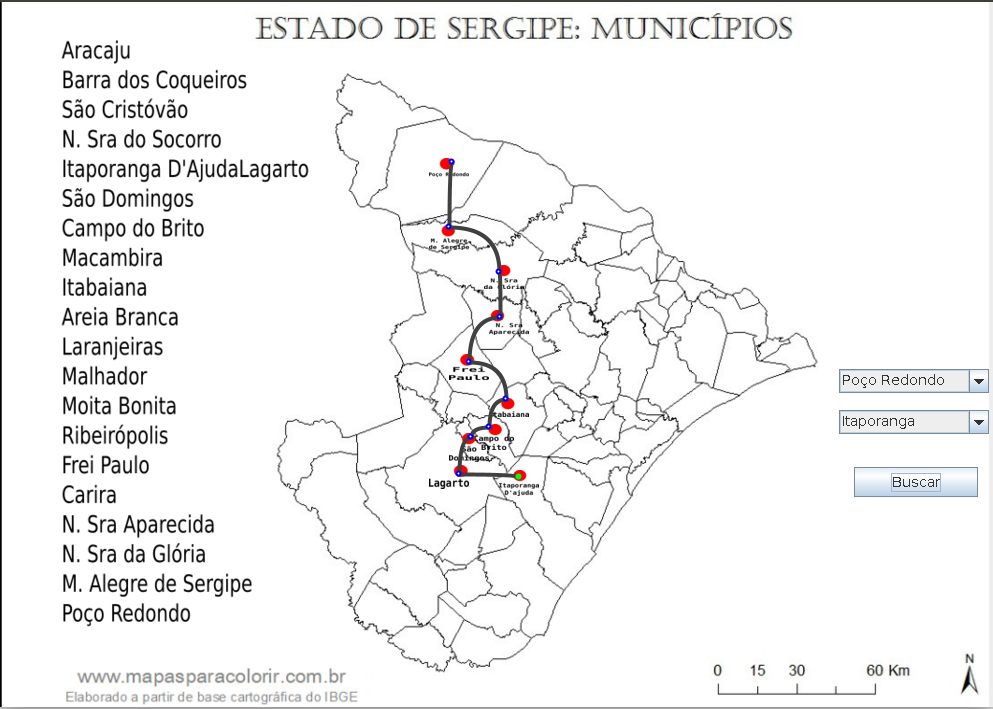 ESTADO DE SERGIPE: MUNICÍPIOS
Aracaju
Barra dos Coqueiros
São Cristóvão
N. Sra do Socorro
Itaporanga D'AjudaLagarto
São Domingos
Campo do Brito
Macambira
Itabaiana
Areia Branca
Laranjeiras
Malhador
Moita Bonita
Ribeirópolis
Frei Paulo
Carira
N. Sra Aparecida
N. Sra da Glória
M. Alegre de Sergipe
Poço Redondo
Poço Redondo
M. Alegre
de Sergipe
N. Sra
da Glória
N. Sra
Aparecida
Frei
Paulo
Itabaiana
Campo do
Brito
São
Domingos
Lagarto
Itaporanga
D'ajuda
Poço Redondo
Itaporanga
Buscar
www.mapasparacolorir.com.br
Elaborado a partir de base cartográfica do IBGE
0 15 30 60 Km
N